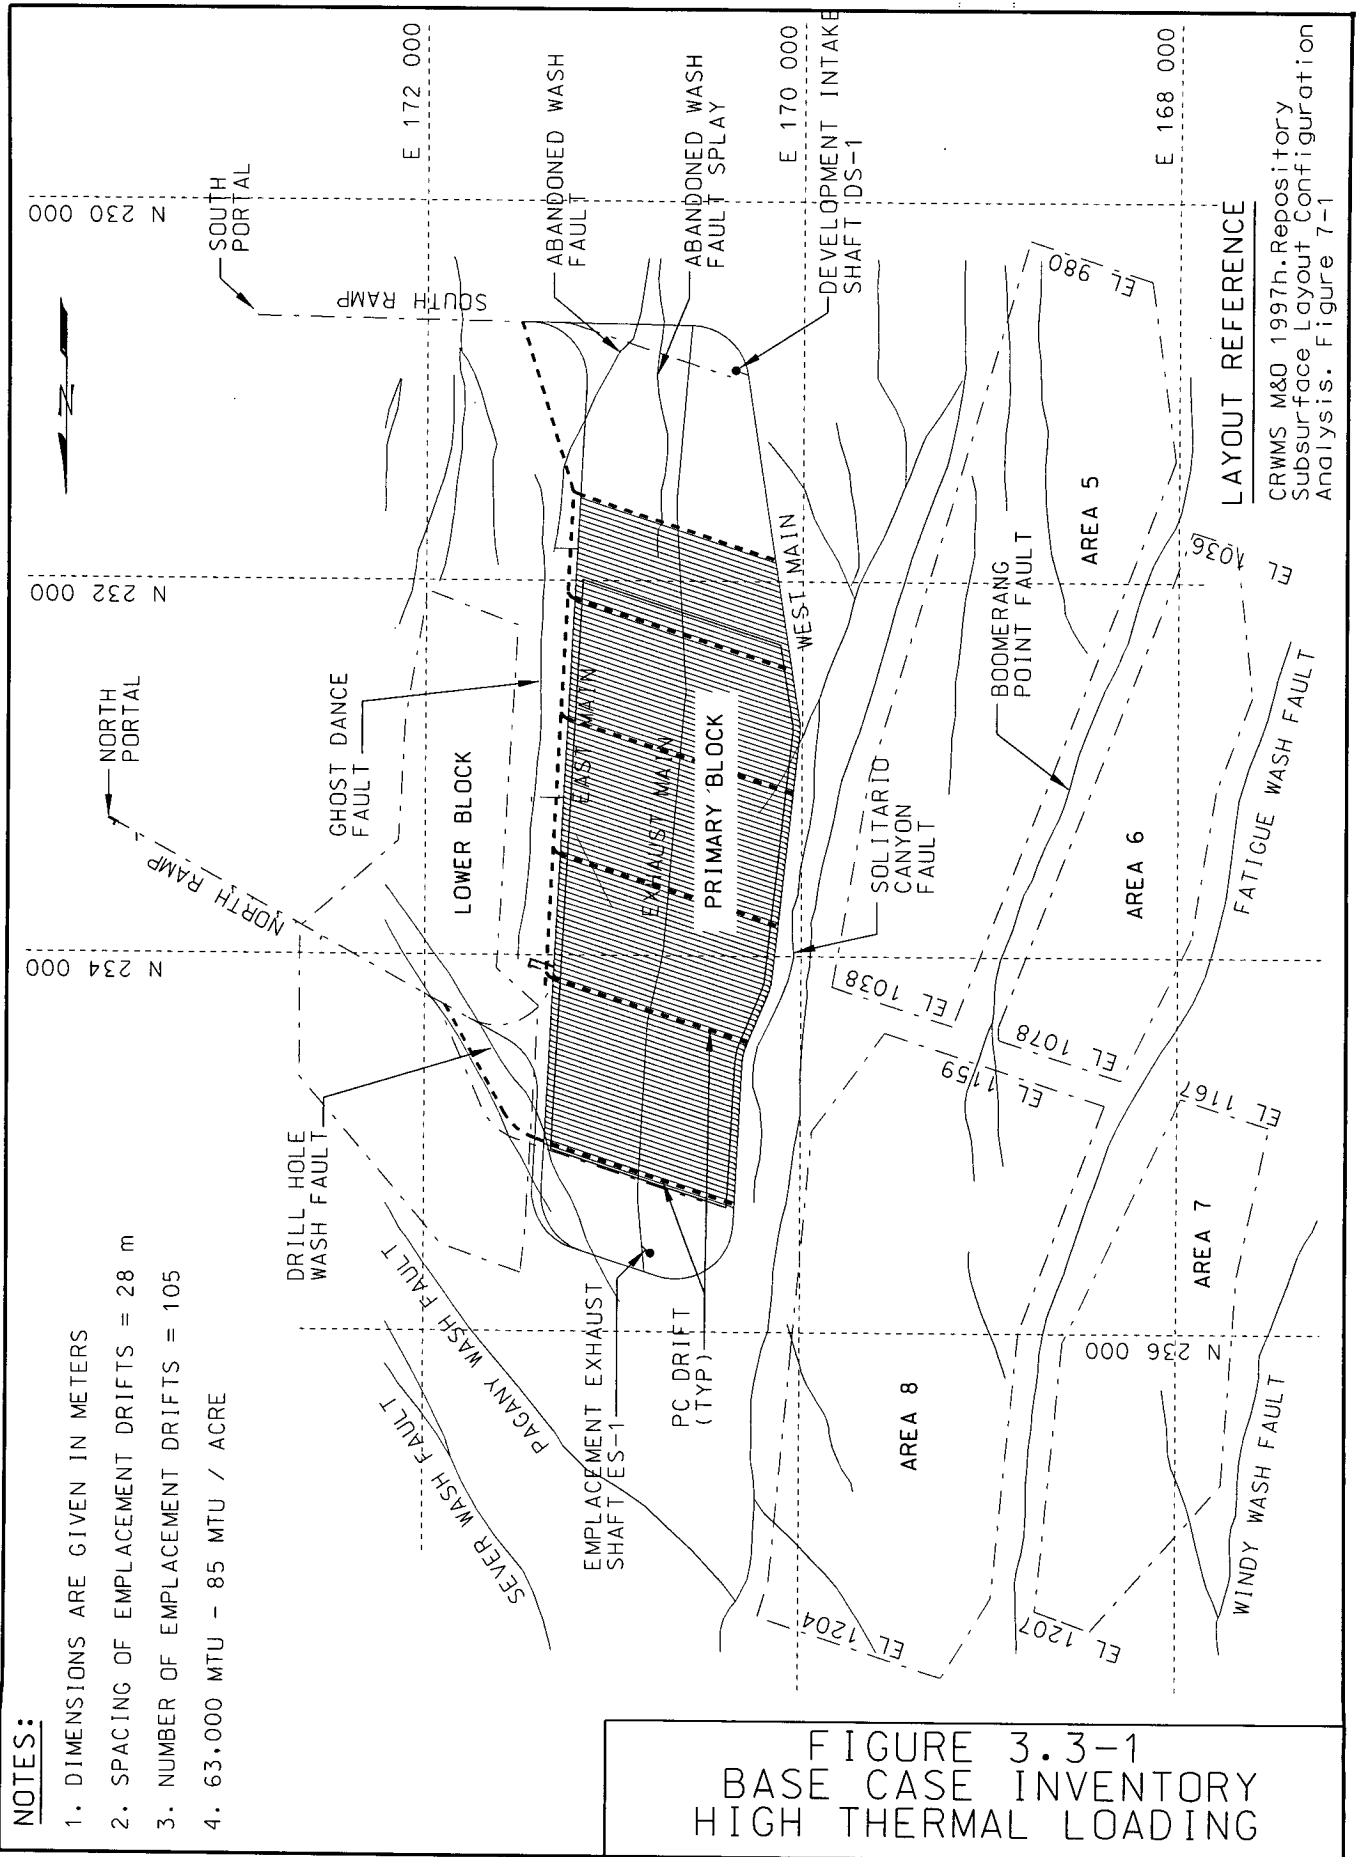 NOTES:
1. DIMENSIONS ARE GIVEN IN METERS
2. SPACING OF EMPLACEMENT DRIFTS = 28 m
3. NUMBER OF EMPLACEMENT DRIFTS = 105
4. 63,000 MTU - 85 MTU / ACRE
N 230 000
N 232 000
N 234 000
N 236 000
E 172 000
E 170 000
E 168 000
N
SOUTH
PORTAL
SOUTH RAMP
NORTH
PORTAL
NORTH RAMP
ABANDONED WASH
FAULT
ABANDONED WASH
FAULT SPLAY
DEVELOPMENT INTAKE
SHAFT DS-1
GHOST DANCE
FAULT
LOWER BLOCK
DRILL HOLE
WASH FAULT
PAGANY WASH FAULT
SEVER WASH FAULT
EAST MAIN
EXHAUST MAIN
PRIMARY BLOCK
WEST MAIN
EMPLACEMENT EXHAUST
SHAFT ES-1
PC DRIFT
(TYP)
SOLITARIO
CANYON
FAULT
BOOMERANG
POINT FAULT
FATIGUE WASH FAULT
WINDY WASH FAULT
AREA 5
AREA 6
AREA 7
AREA 8
EL 980
EL 1036
EL 1038
EL 1078
EL 1159
EL 1167
EL 1204
EL 1207
LAYOUT REFERENCE
CRWMS M&O 1997h. Repository
Subsurface Layout Configuration
Analysis. Figure 7-1
FIGURE 3.3-1
BASE CASE INVENTORY
HIGH THERMAL LOADING